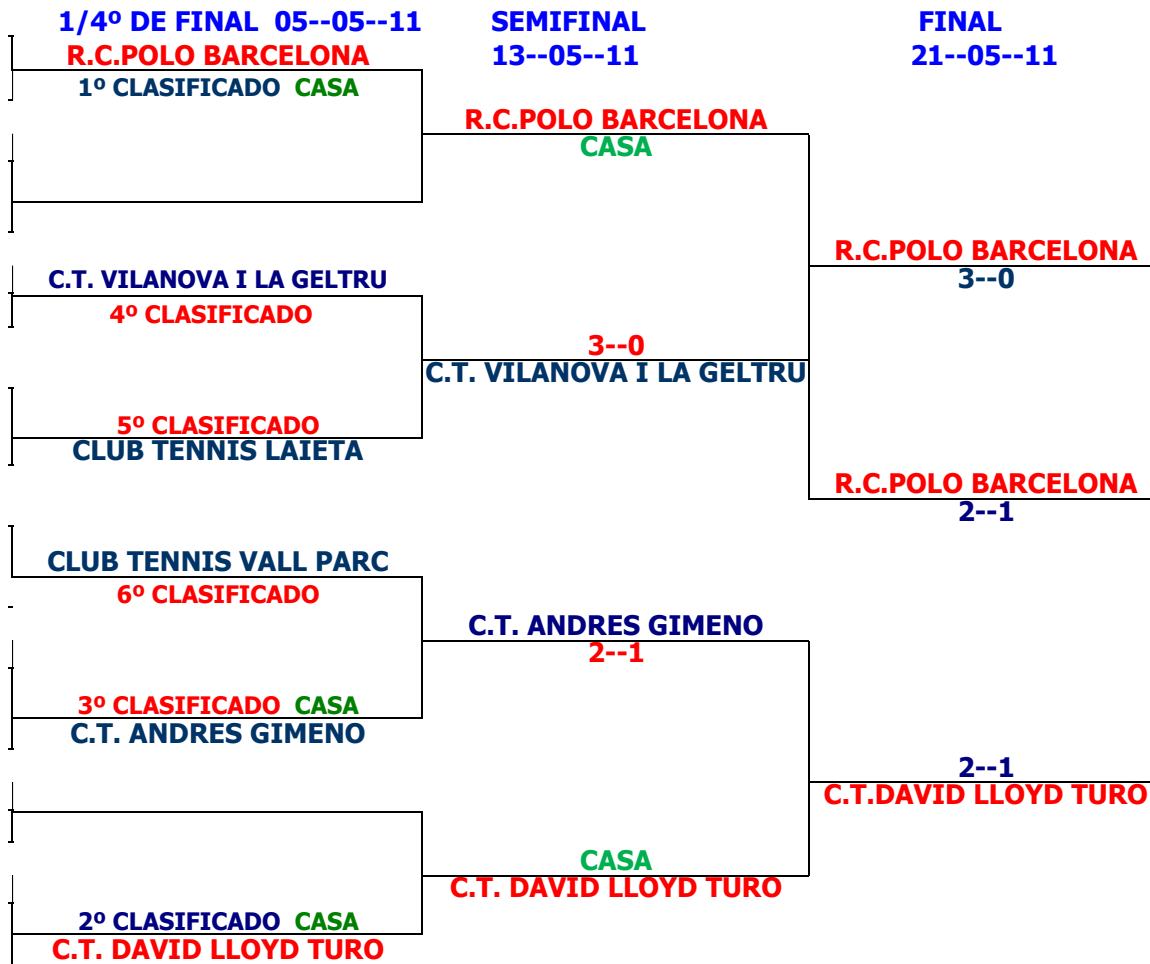 1/4º DE FINAL 05--05--11 SEMIFINAL FINAL
R.C.POLO BARCELONA 13--05--11 21--05--11
1º CLASIFICADO CASA
R.C.POLO BARCELONA
CASA
R.C.POLO BARCELONA
3--0
C.T. VILANOVA I LA GELTRU
4º CLASIFICADO
3--0
C.T. VILANOVA I LA GELTRU
5º CLASIFICADO
CLUB TENNIS LAIETA
R.C.POLO BARCELONA
2--1
CLUB TENNIS VALL PARC
6º CLASIFICADO
C.T. ANDRES GIMENO
2--1
3º CLASIFICADO CASA
C.T. ANDRES GIMENO
2--1
C.T.DAVID LLOYD TURO
CASA
C.T. DAVID LLOYD TURO
2º CLASIFICADO CASA
C.T. DAVID LLOYD TURO